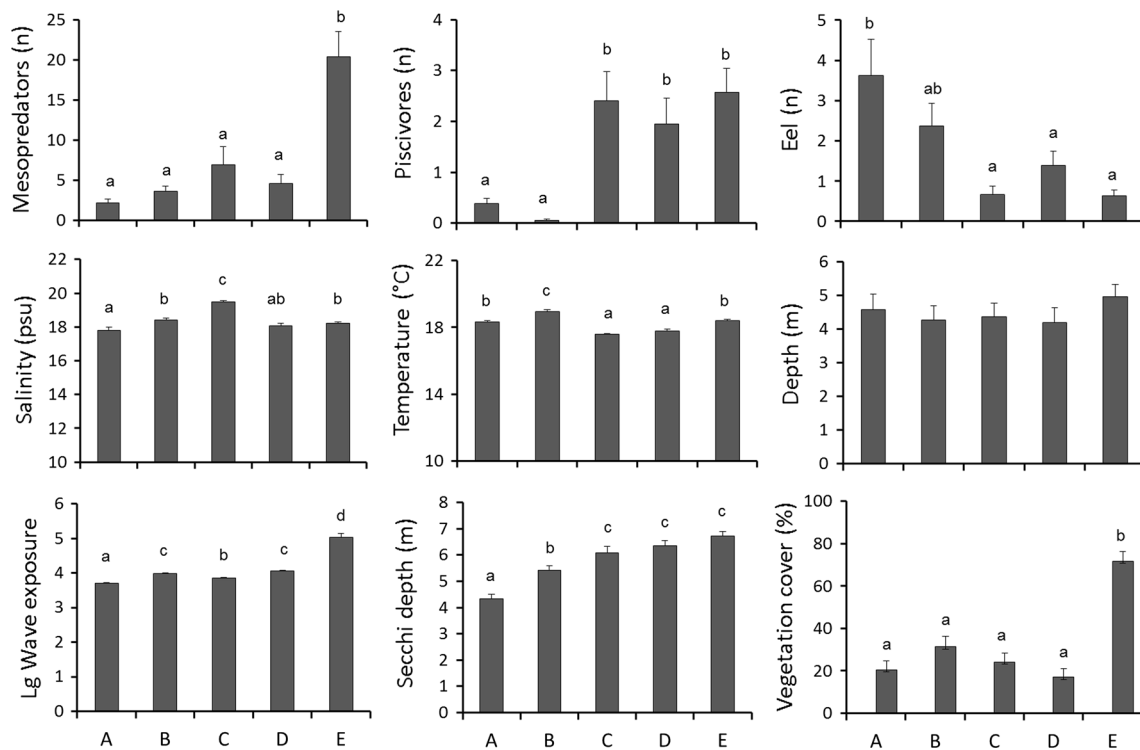 Mesopredators (n)
25
20
15
10
5
0
a
a
a
a
b
Piscivores (n)
4
3
2
1
0
a
a
b
b
b
Eel (n)
5
4
3
2
1
0
b
ab
a
a
a
Salinity (psu)
22
20
18
16
14
12
10
a
b
c
ab
b
Temperature (°C)
22
18
14
10
b
c
a
a
b
Depth (m)
6
5
4
3
2
1
0
Lg Wave exposure
6
5
4
3
2
1
0
a
c
b
c
d
A B C D E
Secchi depth (m)
8
7
6
5
4
3
2
1
0
a
b
c
c
c
A B C D E
Vegetation cover (%)
100
80
60
40
20
0
a
a
a
a
b
A B C D E